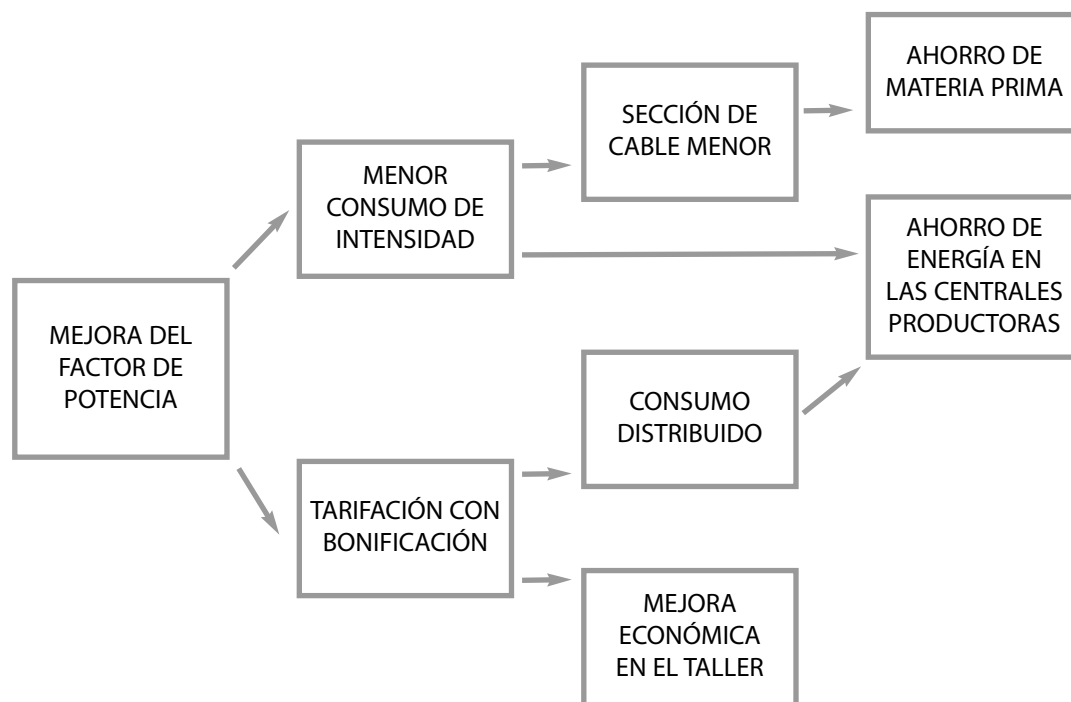 MEJORA DEL
FACTOR DE
POTENCIA
MENOR
CONSUMO DE
INTENSIDAD
TARIFACIÓN CON
BONIFICACIÓN
SECCIÓN DE
CABLE MENOR
CONSUMO
DISTRIBUIDO
MEJORA
ECONÓMICA
EN EL TALLER
AHORRO DE
MATERIA PRIMA
AHORRO DE
ENERGÍA EN
LAS CENTRALES
PRODUCTORAS